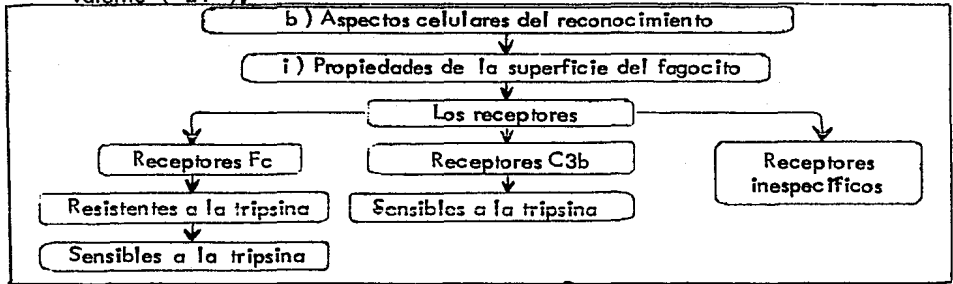 b ) Aspectos celulares del reconocimiento
i ) Propiedades de la superficie del fagocito
Los receptores
Receptores Fc
Receptores C3b
Receptores
inespecíficos
Resistentes a la tripsina
Sensibles a la tripsina
Sensibles a la tripsina